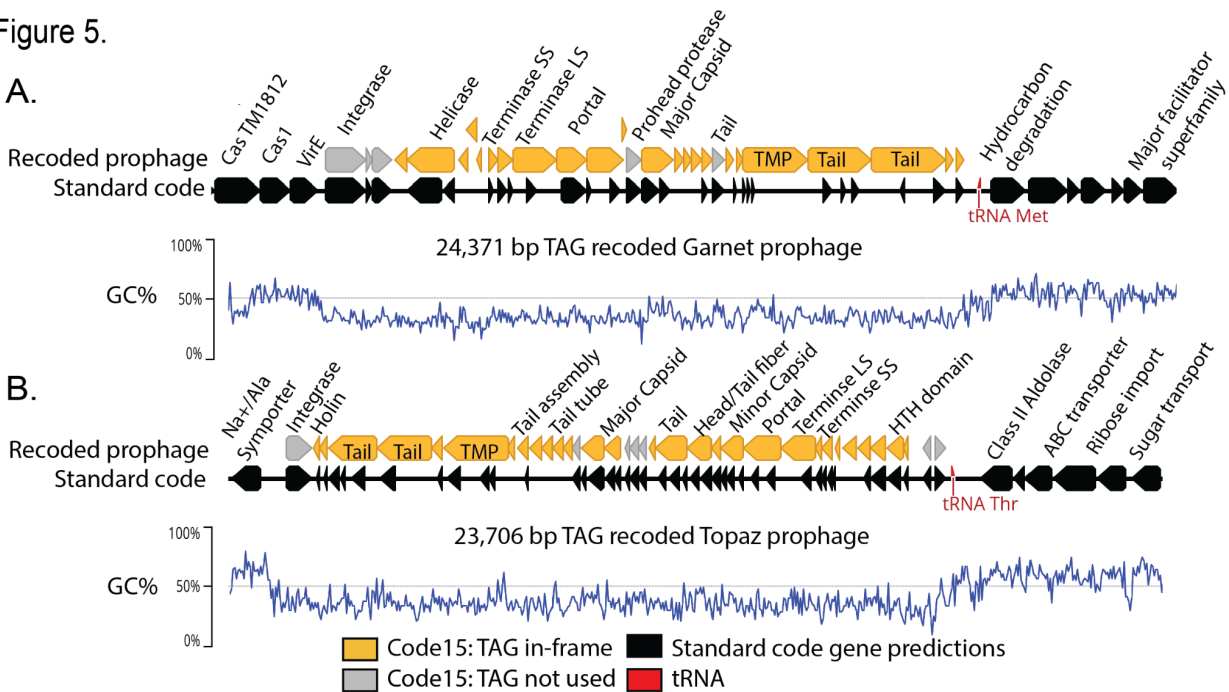 Figure 5.
A.
Cas TM1812
Cas1
VirE
Integrase
Helicase
Terminase SS
Terminase LS
Portal
Prohead protease
Major Capsid
Tail
Hydrocarbon
degradation
Major facilitator
superfamily
Recoded prophage
TMP
Tail
Tail
Standard code
tRNA Met
24,371 bp TAG recoded Garnet prophage
100%
GC%
50%
0%
B.
Na+/Ala
Symporter
Integrase
Holin
Tail assembly
Tail tube
Major Capsid
Tail
Head/Tail fiber
Minor Capsid
Portal
Terminse LS
Terminse SS
HTH domain
Class II Aldolase
ABC transporter
Ribose import
Sugar transport
Recoded prophage
Tail
Tail
TMP
Standard code
tRNA Thr
23,706 bp TAG recoded Topaz prophage
100%
GC%
50%
0%
Code15: TAG in-frame
Standard code gene predictions
Code15: TAG not used
tRNA